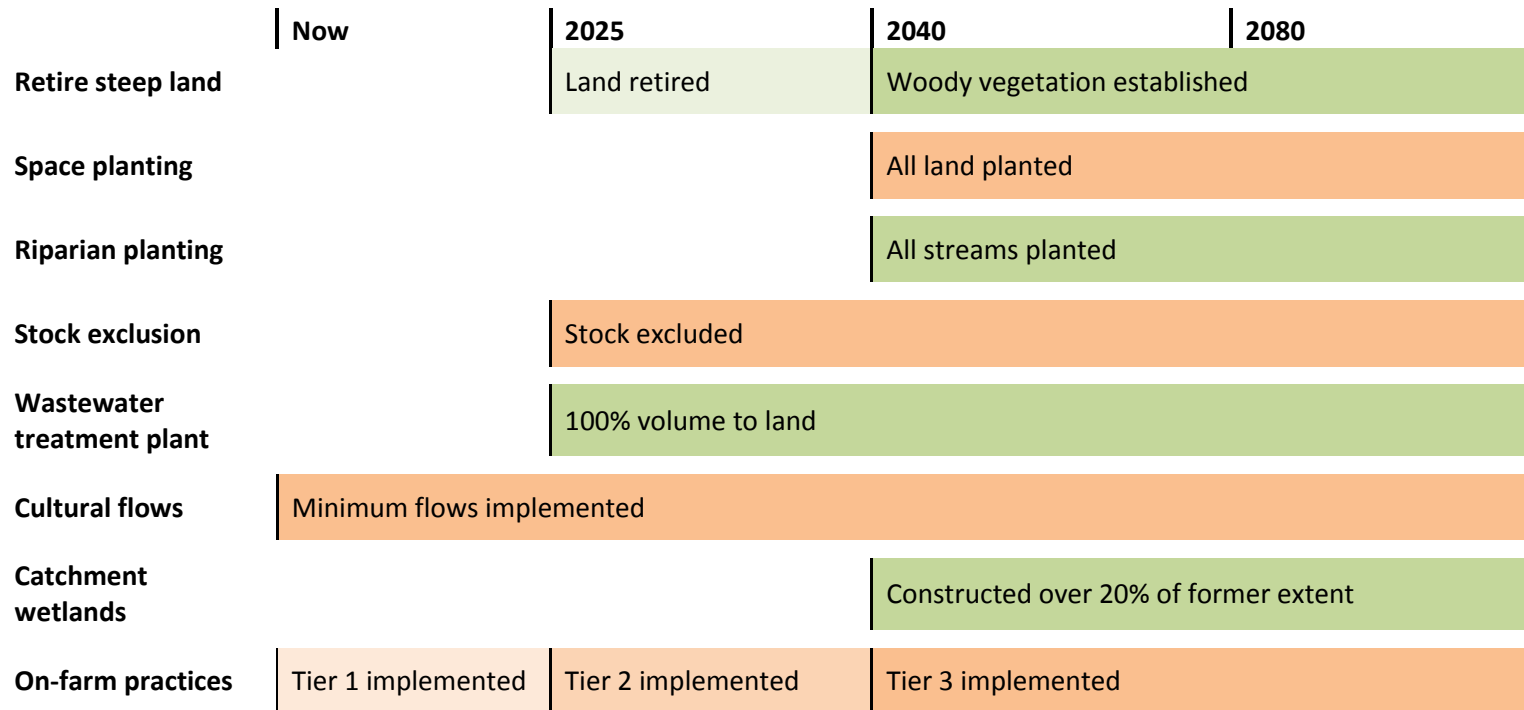 Now 2025 2040 2080
Retire steep land Land retired Woody vegetation established
Space planting All land planted
Riparian planting All streams planted
Stock exclusion Stock excluded
Wastewater
treatment plant 100% volume to land
Cultural flows Minimum flows implemented
Catchment
wetlands Constructed over 20% of former extent
On-farm practices Tier 1 implemented Tier 2 implemented Tier 3 implemented